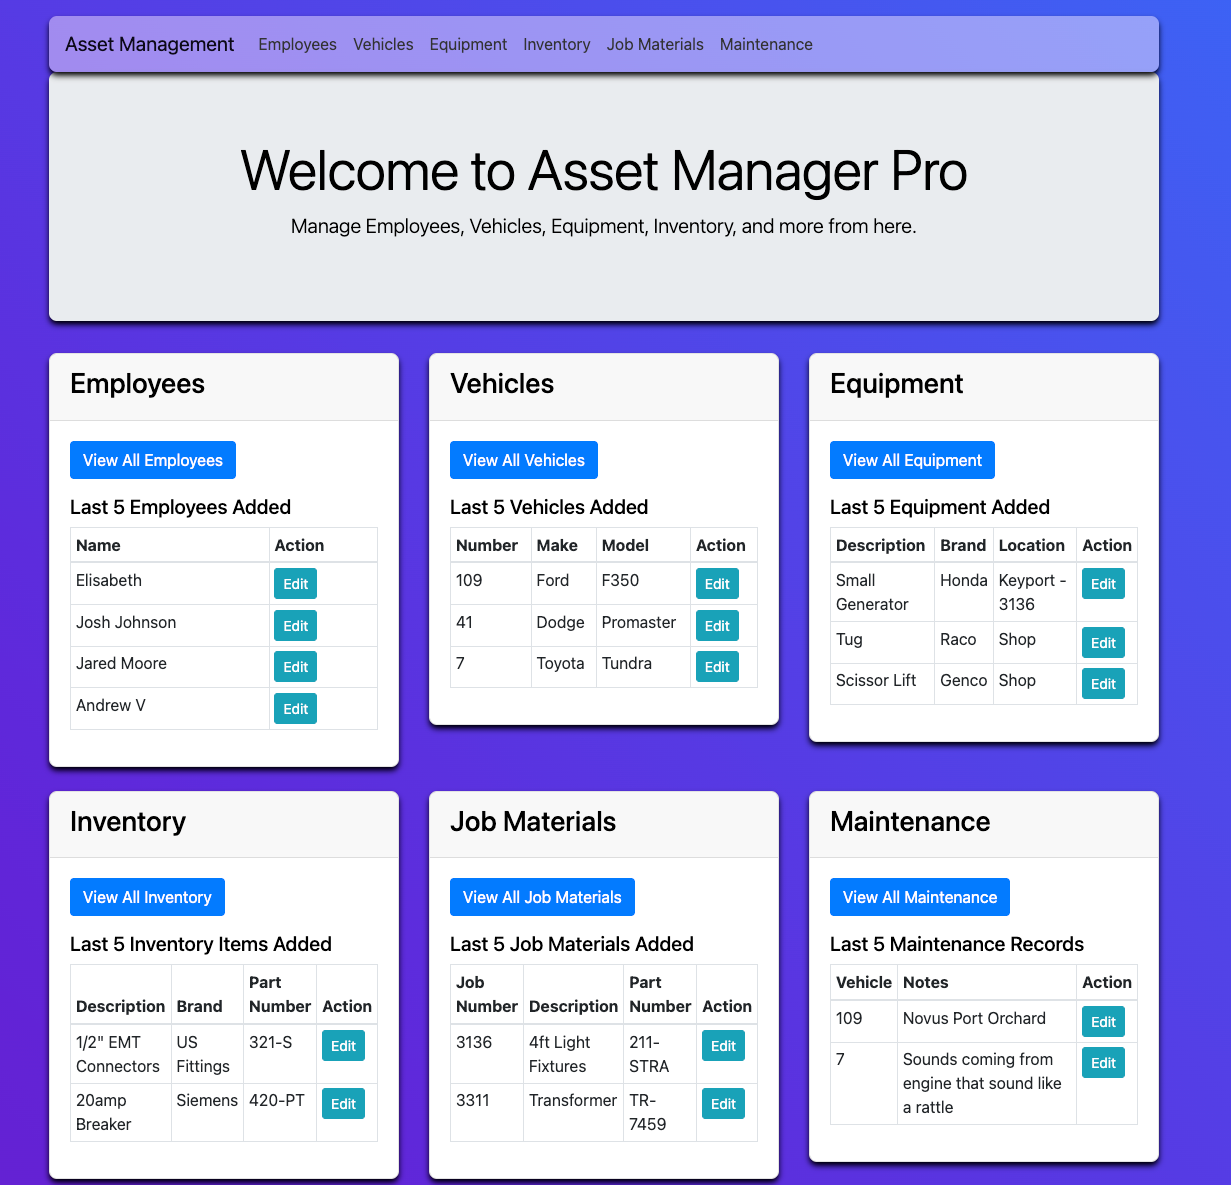 Asset Management Employees Vehicles Equipment Inventory Job Materials Maintenance
Welcome to Asset Manager Pro
Manage Employees, Vehicles, Equipment, Inventory, and more from here.
Employees
View All Employees
Last 5 Employees Added
Name Action
Elisabeth Edit
Josh Johnson Edit
Jared Moore Edit
Andrew V Edit
Vehicles
View All Vehicles
Last 5 Vehicles Added
Number Make Model Action
109 Ford F350 Edit
41 Dodge Promaster Edit
7 Toyota Tundra Edit
Equipment
View All Equipment
Last 5 Equipment Added
Description Brand Location Action
Small Honda Keyport - Edit
Generator 3136
Tug Raco Shop Edit
Scissor Lift Genco Shop Edit
Inventory
View All Inventory
Last 5 Inventory Items Added
Part
Description Brand Number Action
1/2" EMT US 321-S Edit
Connectors Fittings
20amp Siemens 420-PT Edit
Breaker
Job Materials
View All Job Materials
Last 5 Job Materials Added
Job Part
Number Description Number Action
3136 4ft Light 211- Edit
Fixtures STRA
3311 Transformer TR- Edit
7459
Maintenance
View All Maintenance
Last 5 Maintenance Records
Vehicle Notes Action
109 Novus Port Orchard Edit
7 Sounds coming from Edit
engine that sound like
a rattle